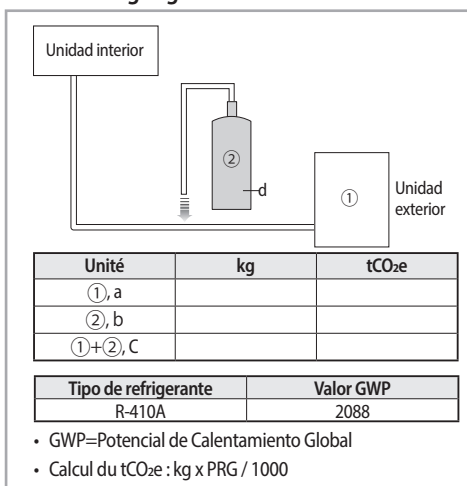 Unidad interior
②
d
①
Unidad
exterior
Unité kg tCO₂e
①, a
②, b
①+②, C
Tipo de refrigerante Valor GWP
R-410A 2088
• GWP=Potencial de Calentamiento Global
• Calcul du tCO₂e : kg x PRG / 1000